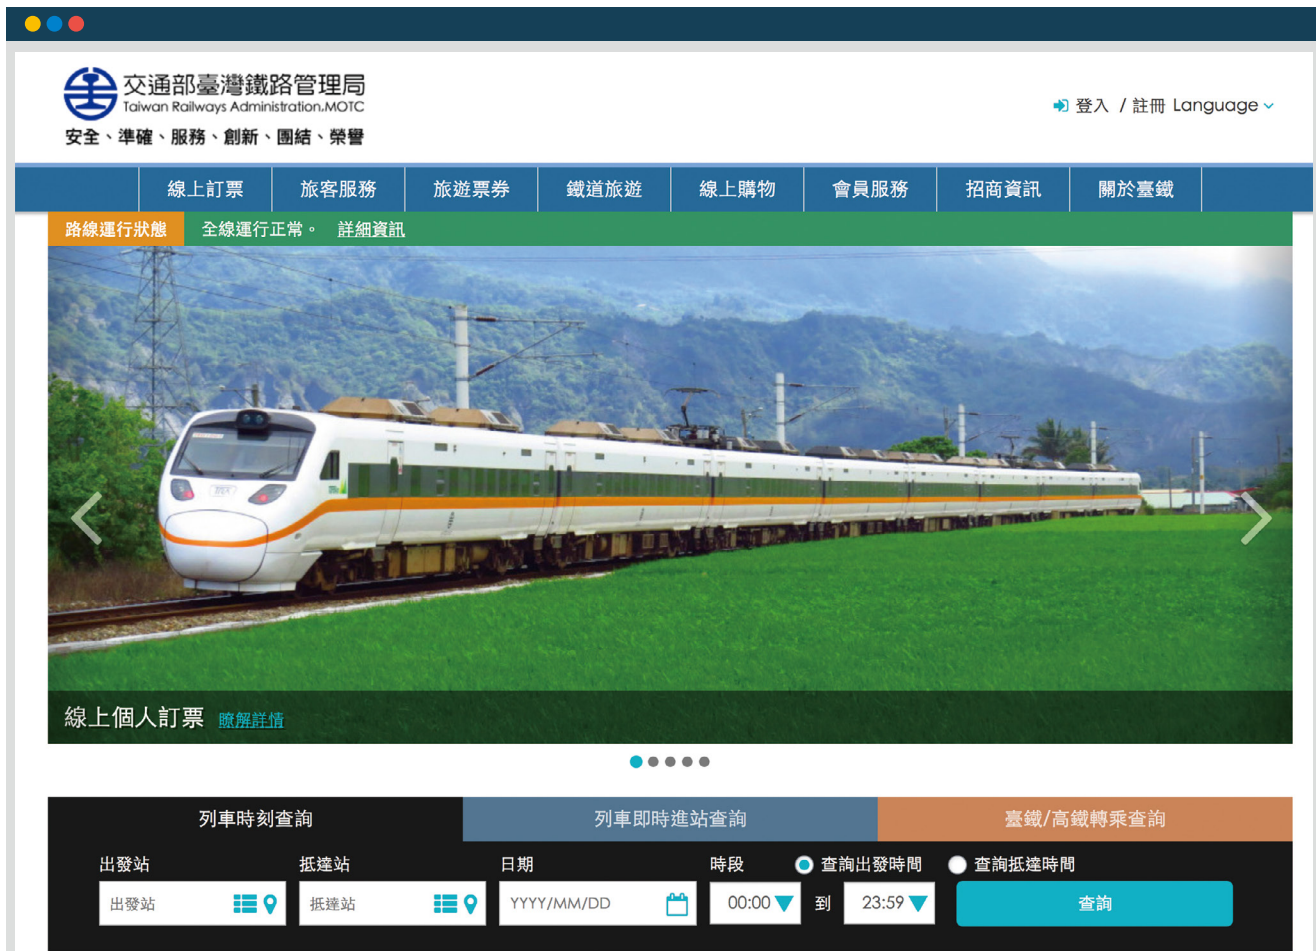 交通部臺灣鐵路管理局
Taiwan Railways Administration,MOTC
安全、準確、服務、創新、團結、榮譽
登入 / 註冊 Language
線上訂票 旅客服務 旅遊票券 鐵道旅遊 線上購物 會員服務 招商資訊 關於臺鐵
路線運行狀態 全線運行正常。 詳細資訊
線上個人訂票 瞭解詳情
列車時刻查詢 列車即時進站查詢 臺鐵/高鐵轉乘查詢
出發站 抵達站 日期 時段 查詢出發時間 查詢抵達時間
出發站 抵達站 YYYY/MM/DD 00:00 到 23:59 查詢